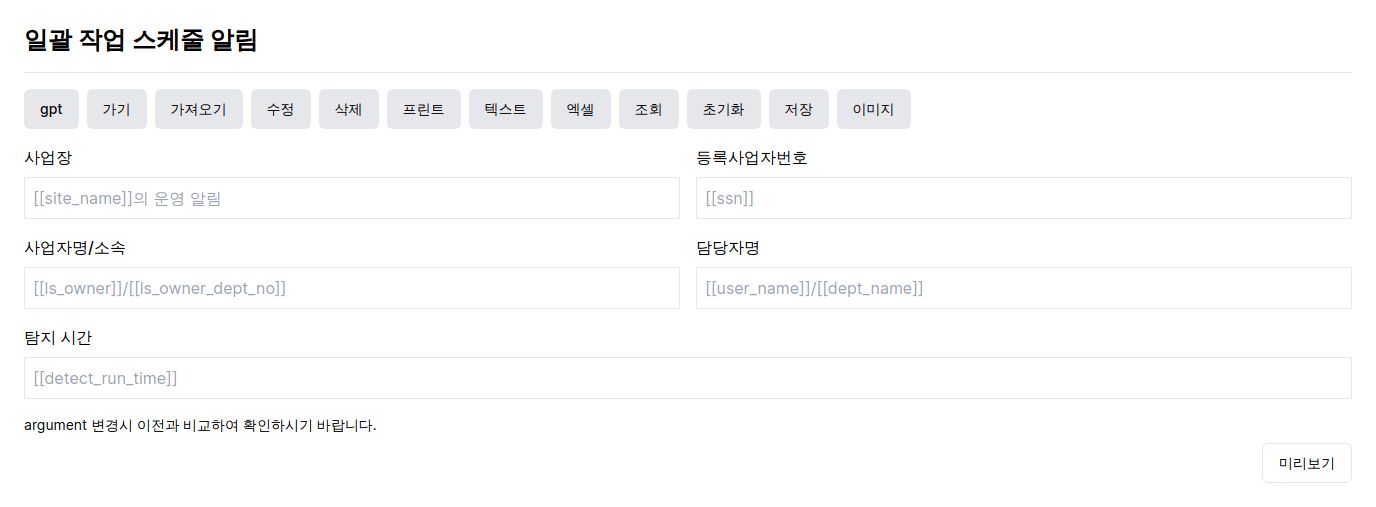 일괄 작업 스케줄 알림
gpt 가기 가져오기 수정 삭제 프린트 텍스트 엑셀 조회 초기화 저장 이미지
사업장 등록사업자번호
[[site_name]]의 운영 알림 [[ssn]]
사업자명/소속 담당자명
[[ls_owner]]/[[ls_owner_dept_no]] [[user_name]]/[[dept_name]]
탐지 시간
[[detect_run_time]]
argument 변경시 이전과 비교하여 확인하시기 바랍니다.
미리보기